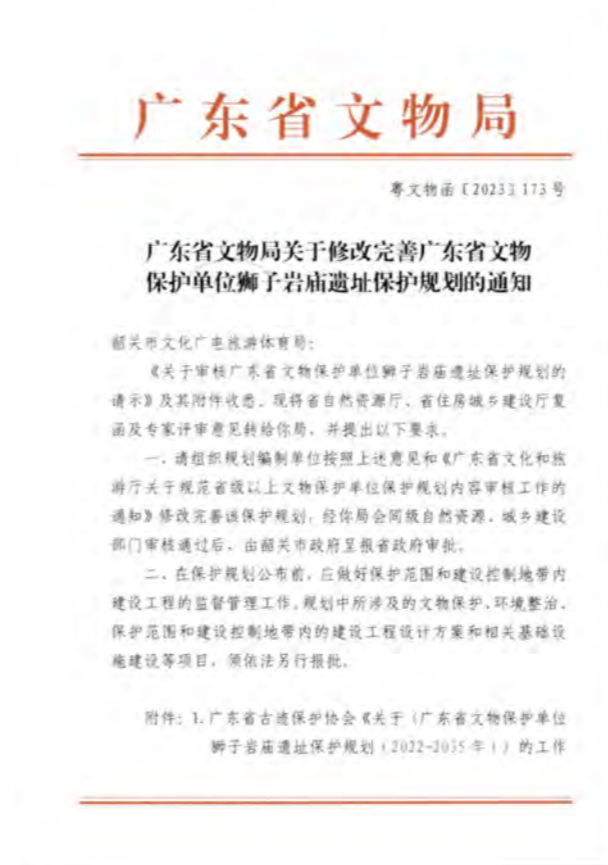 广东省文物局
粤文物函〔2023〕173号
广东省文物局关于修改完善广东省文物
保护单位狮子岩庙遗址保护规划的通知
韶关市文化广电旅游体育局：
《关于审核广东省文物保护单位狮子岩庙遗址保护规划的
请示》及其附件收悉。现将省自然资源厅、省住房城乡建设厅复
函及专家评审意见转给你局，并提出以下要求。
一、请组织规划编制单位按照上述意见和《广东省文化和旅
游厅关于规范省级以上文物保护单位保护规划内容审核工作的
通知》修改完善该保护规划，经你局会同级自然资源、城乡建设
部门审核通过后，由韶关市政府呈报省政府审批。
二、在保护规划公布前，应做好保护范围和建设控制地带内
建设工程的监督管理工作。规划中所涉及的文物保护、环境整治、
保护范围和建设控制地带内的建设工程设计方案和相关基础设
施建设等项目，须依法另行报批。
附件：1.广东省古迹保护协会《关于〈广东省文物保护单位
狮子岩庙遗址保护规划（2022-2035年）〉的工作